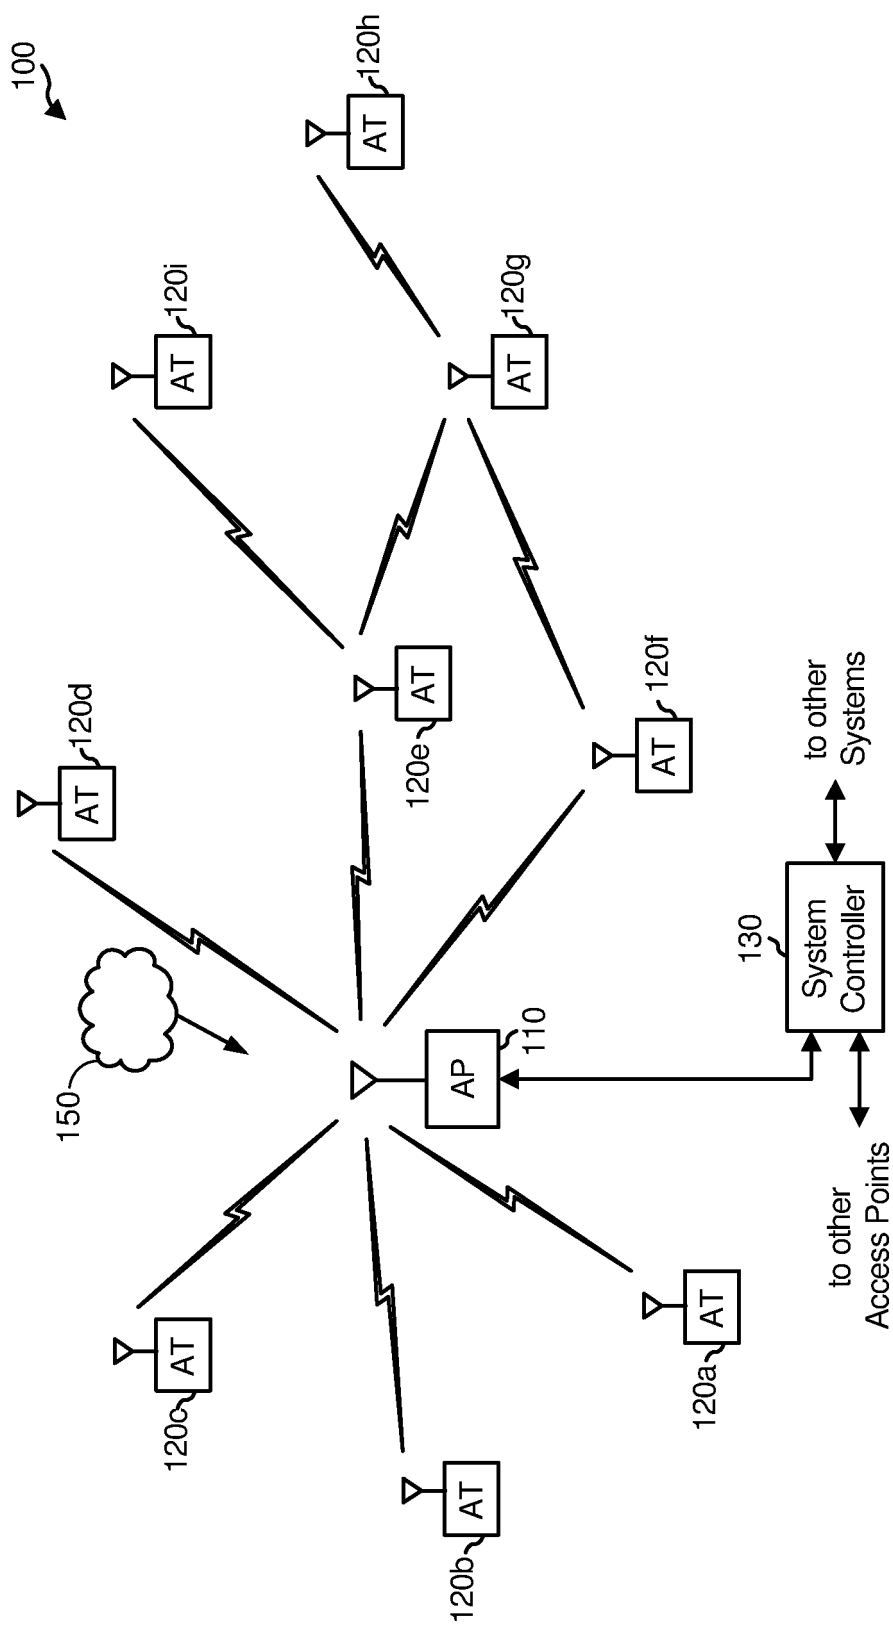 100
120h
AT
120i
AT
120g
AT
120d
AT
120e
AT
120f
AT
150
AP
110
120c
AT
120b
AT
120a
AT
130
System
Controller
to other
Systems
to other
Access Points